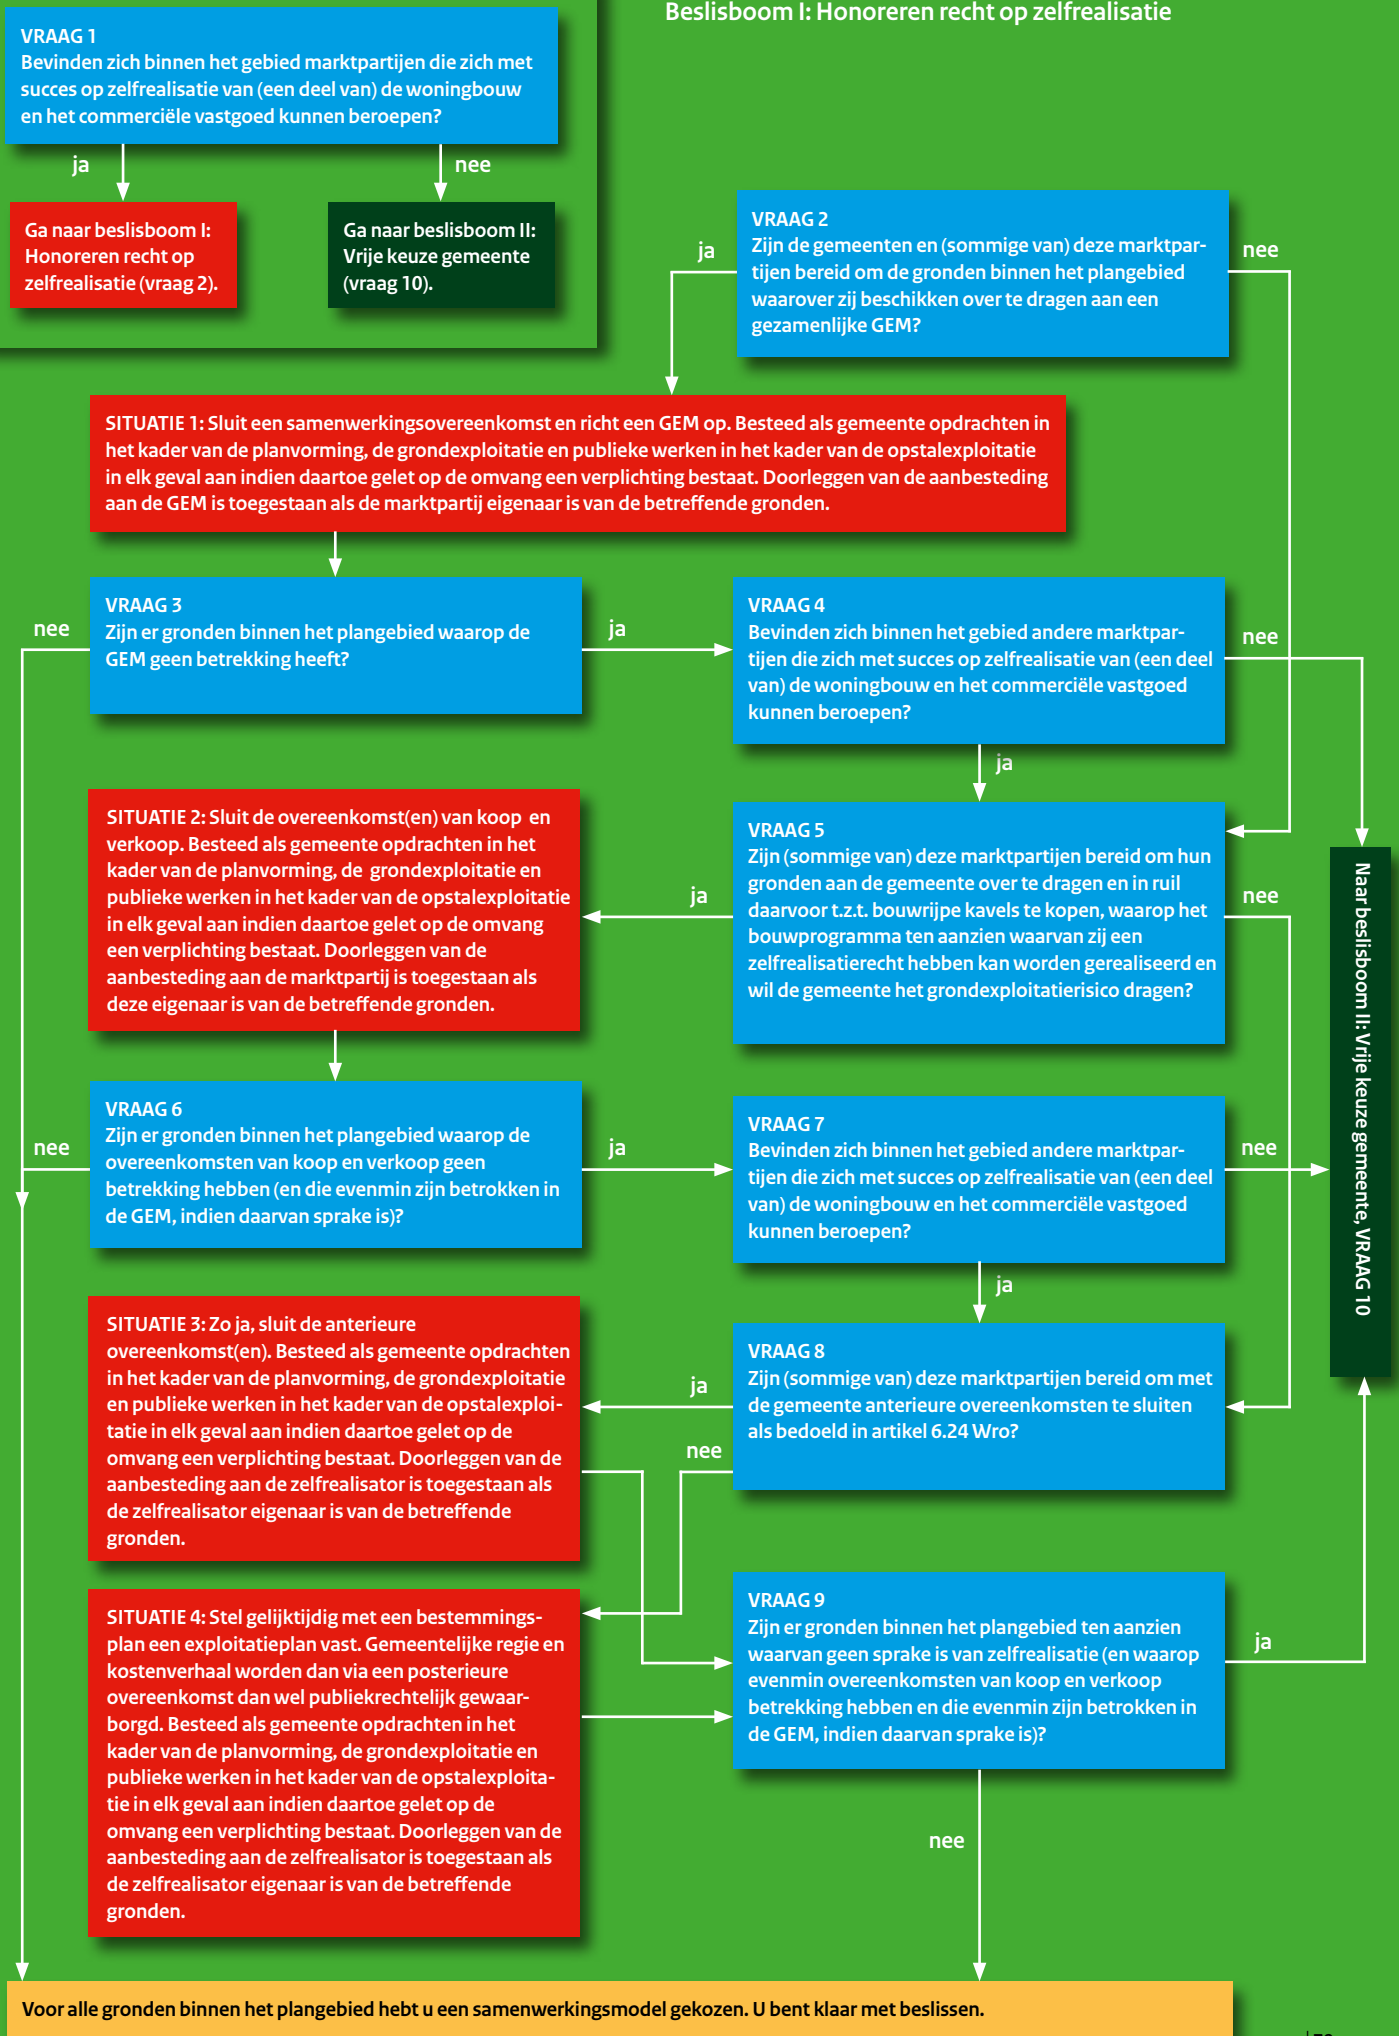 Beslisboom I: Honoreren recht op zelfrealisatie
VRAAG 1
Bevinden zich binnen het gebied marktpartijen die zich met
succes op zelfrealisatie van (een deel van) de woningbouw
en het commerciële vastgoed kunnen beroepen?
ja
nee
Ga naar beslisboom I:
Honoreren recht op
zelfrealisatie (vraag 2).
Ga naar beslisboom II:
Vrije keuze gemeente
(vraag 10).
VRAAG 2
Zijn de gemeenten en (sommige van) deze marktpar-
tijen bereid om de gronden binnen het plangebied
waarover zij beschikken over te dragen aan een
gezamenlijke GEM?
ja
nee
SITUATIE 1: Sluit een samenwerkingsovereenkomst en richt een GEM op. Besteed als gemeente opdrachten in
het kader van de planvorming, de grondexploitatie en publieke werken in het kader van de opstalexploitatie
in elk geval aan indien daartoe gelet op de omvang een verplichting bestaat. Doorleggen van de aanbesteding
aan de GEM is toegestaan als de marktpartij eigenaar is van de betreffende gronden.
VRAAG 3
Zijn er gronden binnen het plangebied waarop de
GEM geen betrekking heeft?
nee
ja
VRAAG 4
Bevinden zich binnen het gebied andere marktpar-
tijen die zich met succes op zelfrealisatie van (een deel
van) de woningbouw en het commerciële vastgoed
kunnen beroepen?
nee
ja
SITUATIE 2: Sluit de overeenkomst(en) van koop en
verkoop. Besteed als gemeente opdrachten in het
kader van de planvorming, de grondexploitatie en
publieke werken in het kader van de opstalexploitatie
in elk geval aan indien daartoe gelet op de omvang
een verplichting bestaat. Doorleggen van de
aanbesteding aan de marktpartij is toegestaan als
deze eigenaar is van de betreffende gronden.
VRAAG 5
Zijn (sommige van) deze marktpartijen bereid om hun
gronden aan de gemeente over te dragen en in ruil
daarvoor t.z.t. bouwrijpe kavels te kopen, waarop het
bouwprogramma ten aanzien waarvan zij een
zelfrealisatierecht hebben kan worden gerealiseerd en
wil de gemeente het grondexploitatierisico dragen?
ja
nee
Naar beslisboom II: Vrije keuze gemeente, VRAAG 10
VRAAG 6
Zijn er gronden binnen het plangebied waarop de
overeenkomsten van koop en verkoop geen
betrekking hebben (en die evenmin zijn betrokken in
de GEM, indien daarvan sprake is)?
nee
ja
VRAAG 7
Bevinden zich binnen het gebied andere marktpar-
tijen die zich met succes op zelfrealisatie van (een deel
van) de woningbouw en het commerciële vastgoed
kunnen beroepen?
nee
ja
SITUATIE 3: Zo ja, sluit de anterieure
overeenkomst(en). Besteed als gemeente opdrachten
in het kader van de planvorming, de grondexploitatie
en publieke werken in het kader van de opstalexploi-
tatie in elk geval aan indien daartoe gelet op de
omvang een verplichting bestaat. Doorleggen van de
aanbesteding aan de zelfrealisator is toegestaan als
de zelfrealisator eigenaar is van de betreffende
gronden.
VRAAG 8
Zijn (sommige van) deze marktpartijen bereid om met
de gemeente anterieure overeenkomsten te sluiten
als bedoeld in artikel 6.24 Wro?
ja
nee
SITUATIE 4: Stel gelijktijdig met een bestemmings-
plan een exploitatieplan vast. Gemeentelijke regie en
kostenverhaal worden dan via een posterieure
overeenkomst dan wel publiekrechtelijk gewaar-
borgd. Besteed als gemeente opdrachten in het
kader van de planvorming, de grondexploitatie en
publieke werken in het kader van de opstalexploita-
tie in elk geval aan indien daartoe gelet op de
omvang een verplichting bestaat. Doorleggen van de
aanbesteding aan de zelfrealisator is toegestaan als
de zelfrealisator eigenaar is van de betreffende
gronden.
VRAAG 9
Zijn er gronden binnen het plangebied ten aanzien
waarvan geen sprake is van zelfrealisatie (en waarop
evenmin overeenkomsten van koop en verkoop
betrekking hebben en die evenmin zijn betrokken in
de GEM, indien daarvan sprake is)?
ja
nee
Voor alle gronden binnen het plangebied hebt u een samenwerkingsmodel gekozen. U bent klaar met beslissen.